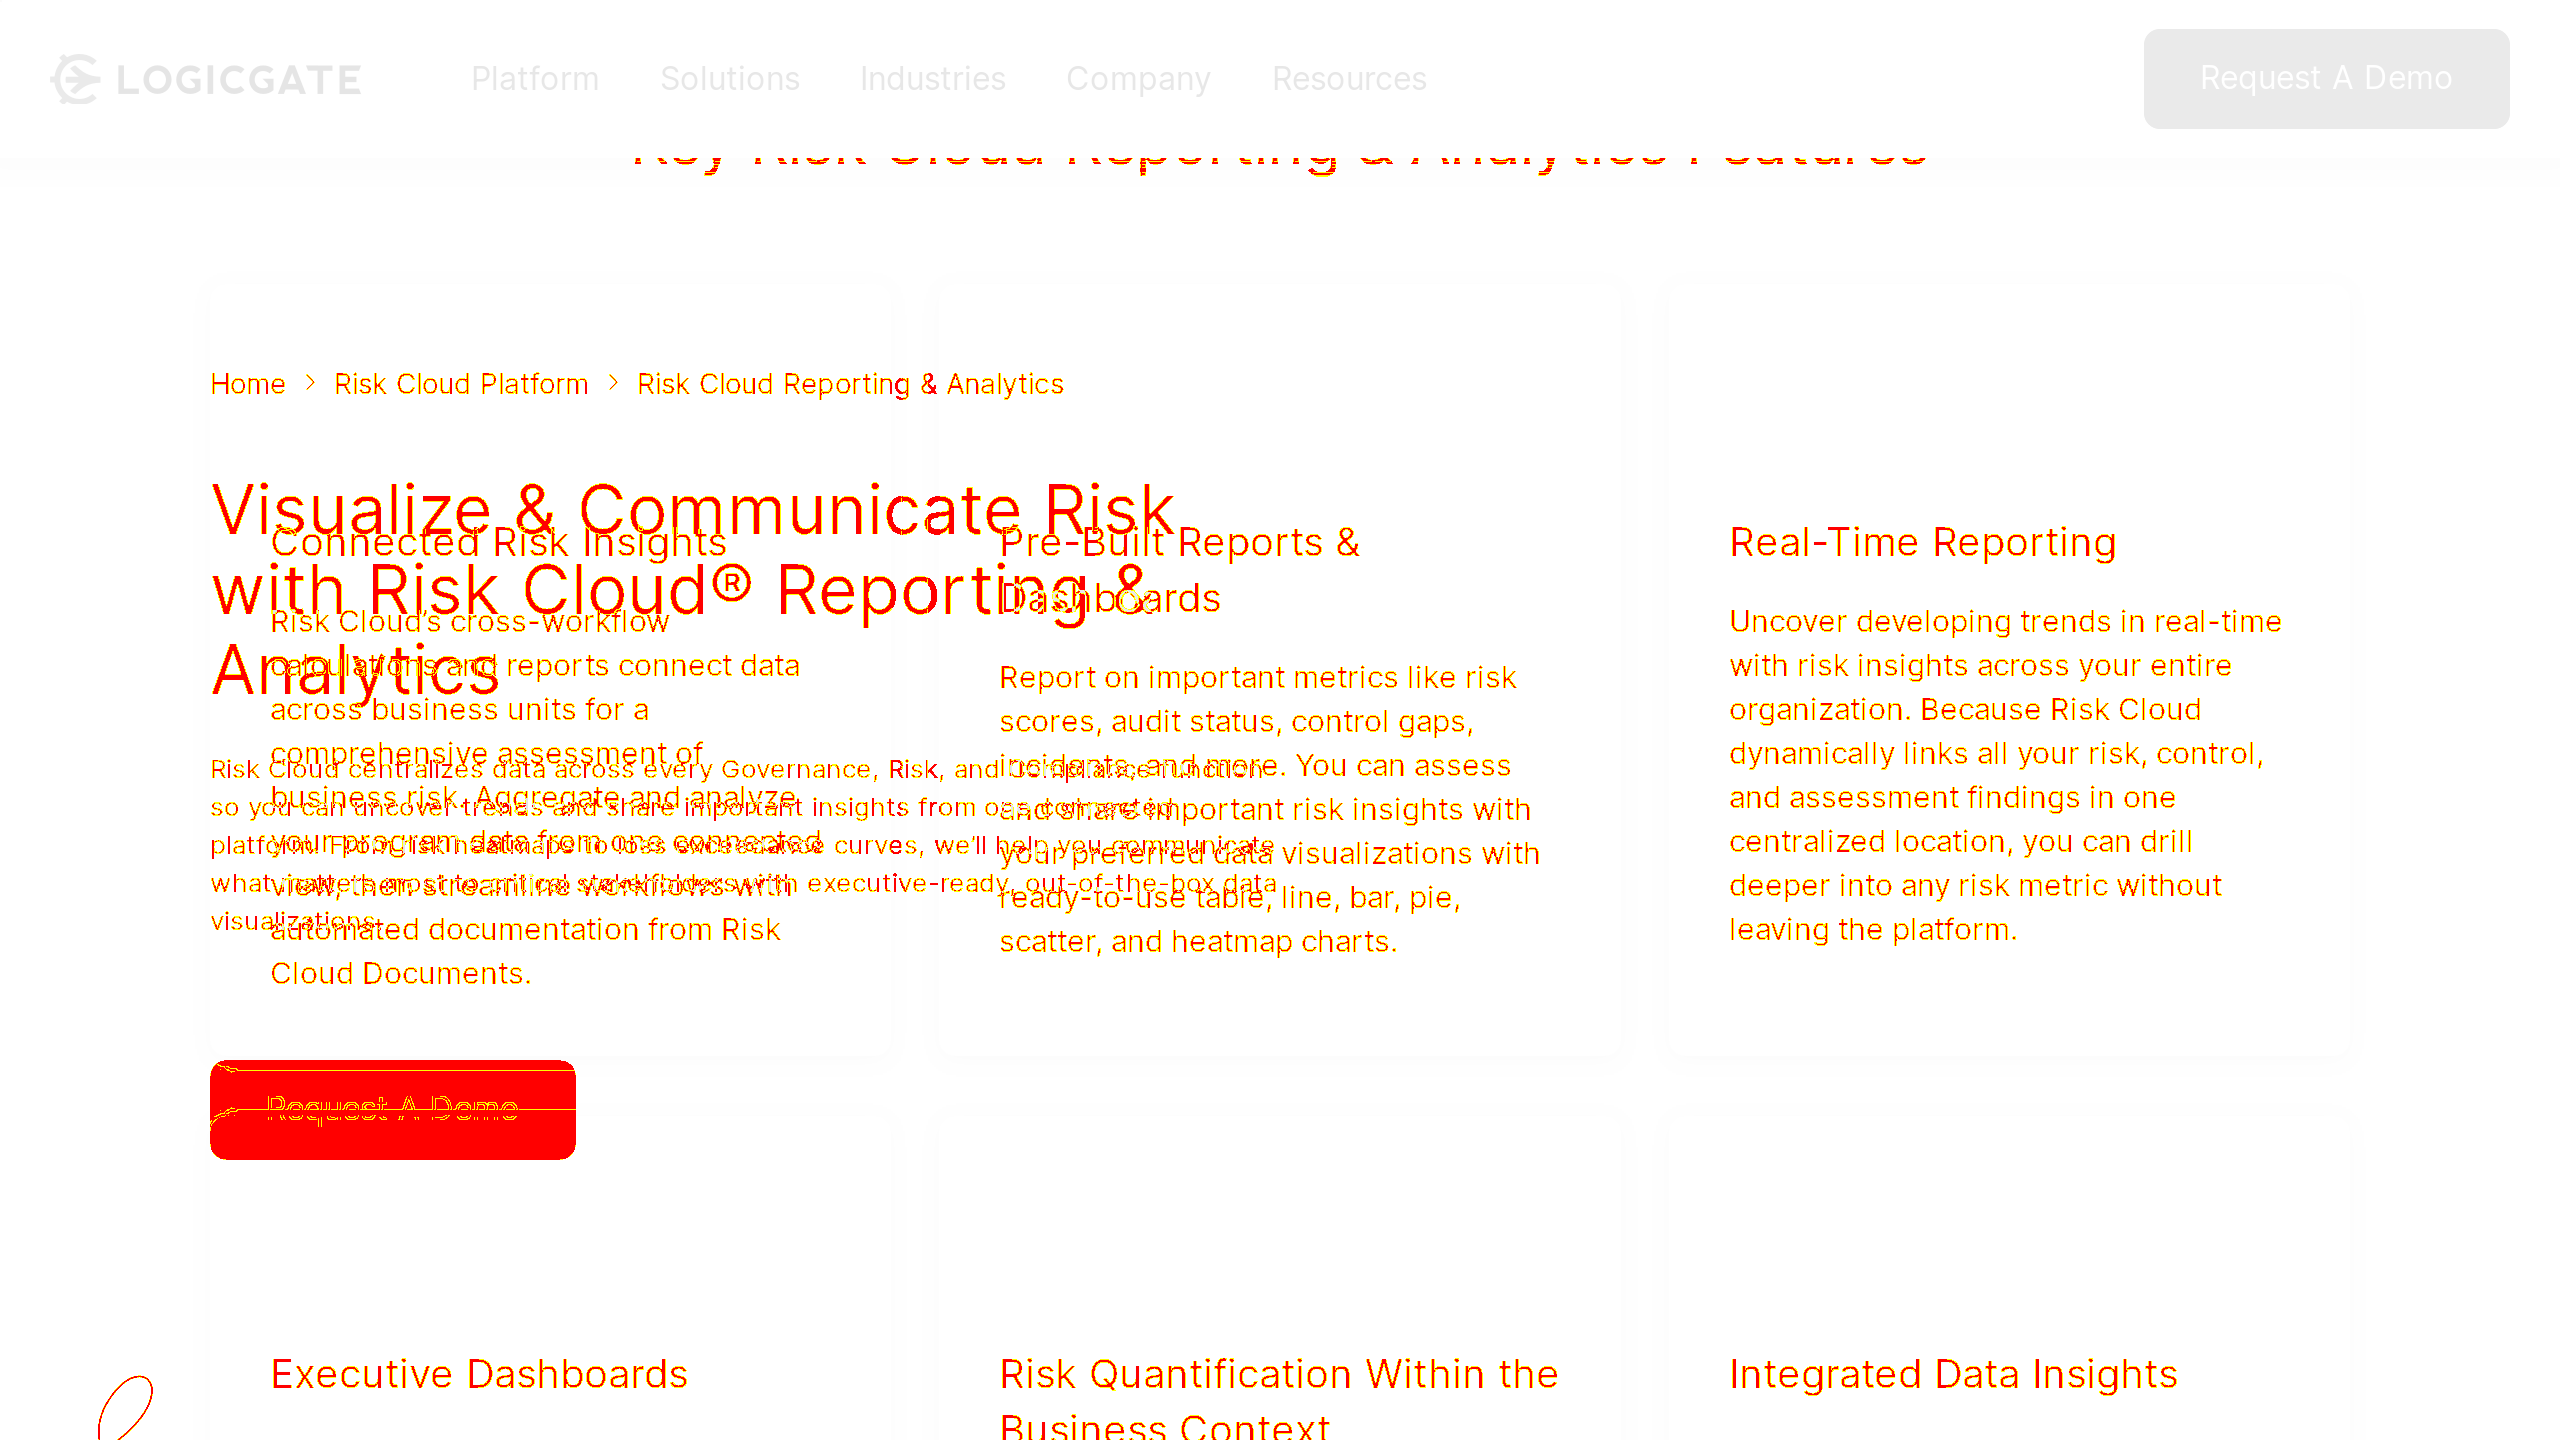 LOGICGATE
Platform
Solutions
Industries
Company
Resources
Request A Demo
Key Risk Cloud Reporting & Analytics Features
Home > Risk Cloud Platform > Risk Cloud Reporting & Analytics
Visualize & Communicate Risk
with Risk Cloud® Reporting &
Analytics
Risk Cloud centralizes data across every Governance, Risk, and Compliance function
so you can uncover trends and share important insights from our connected
platform. From risk heatmaps to loss exceedance curves, we'll help you communicate
what matters most to critical stakeholders with executive-ready, out-of-the-box data
visualizations.
Request A Demo
Connected Risk Insights
Risk Cloud's cross-workflow
calculations and reports connect data
across business units for a
comprehensive assessment of
business risk. Aggregate and analyze
your program data from one connected
view, then streamline workflows with
automated documentation from Risk
Cloud Documents.
Pre-Built Reports &
Dashboards
Report on important metrics like risk
scores, audit status, control gaps,
incidents, and more. You can assess
and share important risk insights with
your preferred data visualizations with
ready-to-use table, line, bar, pie,
scatter, and heatmap charts.
Real-Time Reporting
Uncover developing trends in real-time
with risk insights across your entire
organization. Because Risk Cloud
dynamically links all your risk, control,
and assessment findings in one
centralized location, you can drill
deeper into any risk metric without
leaving the platform.
Executive Dashboards
Risk Quantification Within the
Business Context
Integrated Data Insights